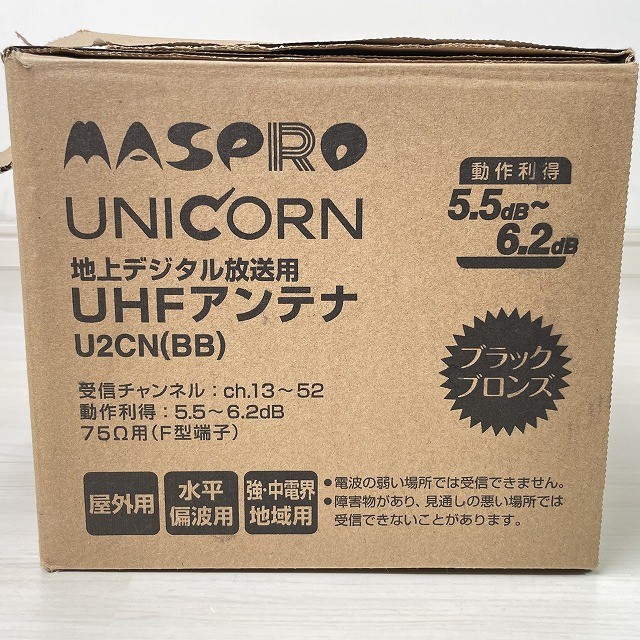 MASPRO
UNICORN
地上デジタル放送用
UHFアンテナ
U2CN(BB)
受信チャンネル：ch.13～52
動作利得：5.5～6.2dB
75Ω用(F型端子)
動作利得
5.5dB～
6.2dB
ブラック
ブロンズ
屋外用
水平
偏波用
強・中電界
地域用
●電波の弱い場所では受信できません。
●障害物があり、見通しの悪い場所では
受信できないことがあります。